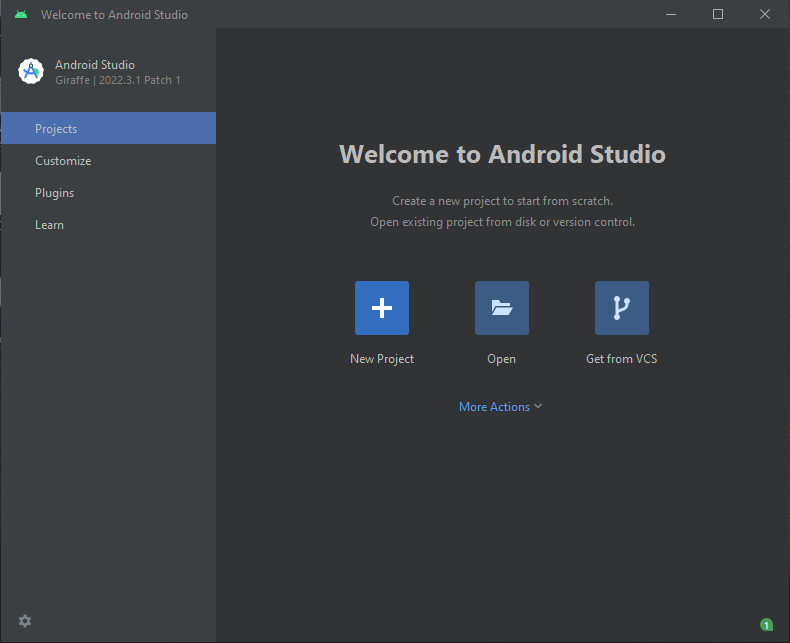 Welcome to Android Studio
Android Studio
Giraffe | 2022.3.1 Patch 1
Projects
Customize
Plugins
Learn
Welcome to Android Studio
Create a new project to start from scratch.
Open existing project from disk or version control.
New Project
Open
Get from VCS
More Actions
1